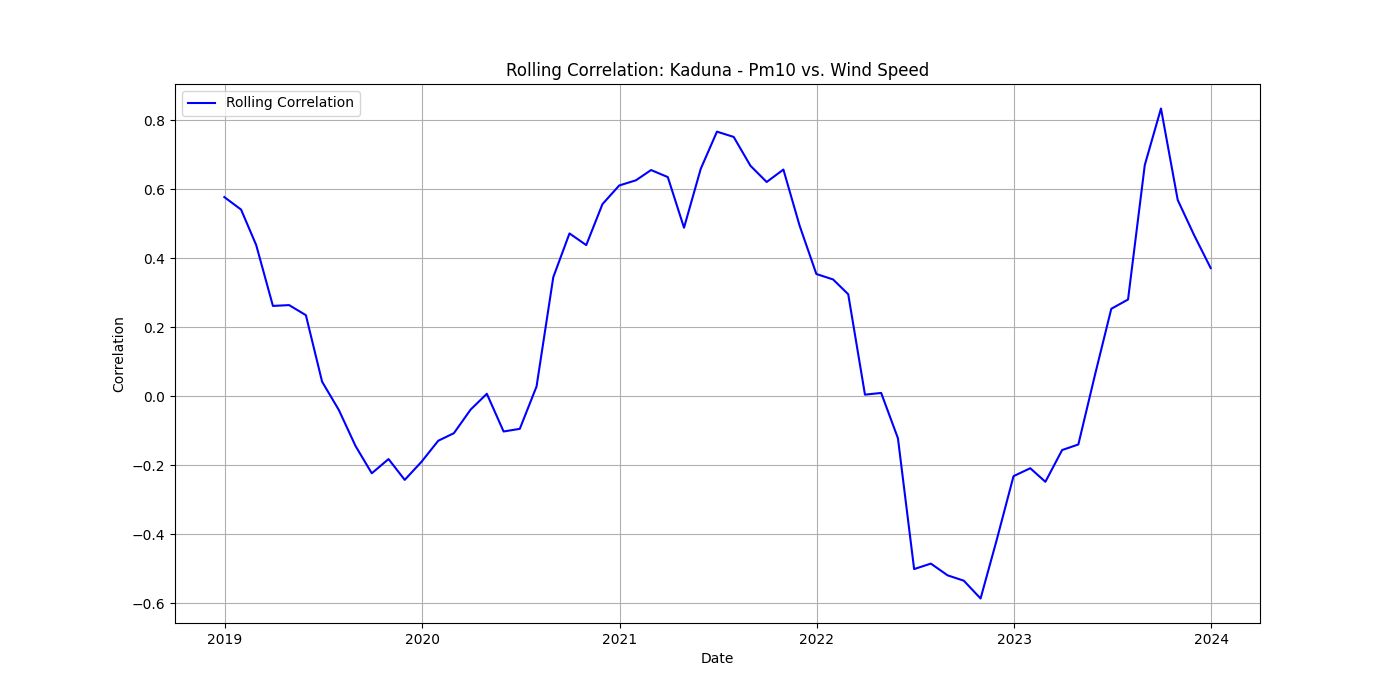 Rolling Correlation: Kaduna - Pm10 vs. Wind Speed
Rolling Correlation
0.8
0.6
0.4
0.2
0.0
−0.2
−0.4
−0.6
Correlation
2019 2020 2021 2022 2023 2024
Date